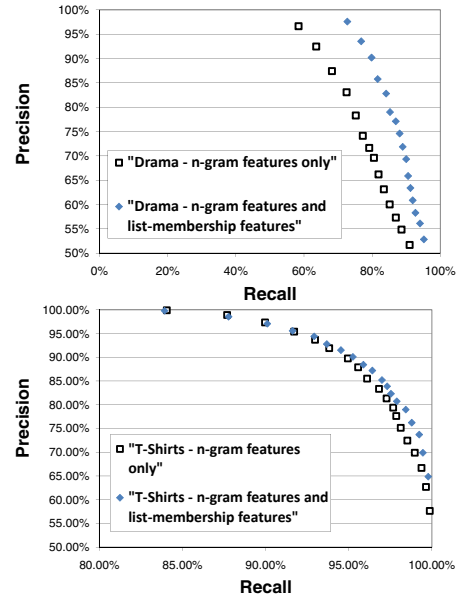 100%
95%
90%
85%
80%
75%
70%
65%
60%
55%
50%
Precision
"Drama - n-gram features only"
"Drama - n-gram features and
list-membership features"
0% 20% 40% 60% 80% 100%
Recall
100.00%
95.00%
90.00%
85.00%
80.00%
75.00%
70.00%
65.00%
60.00%
55.00%
50.00%
Precision
"T-Shirts - n-gram features
only"
"T-Shirts - n-gram features and
list-membership features"
80.00% 85.00% 90.00% 95.00% 100.00%
Recall